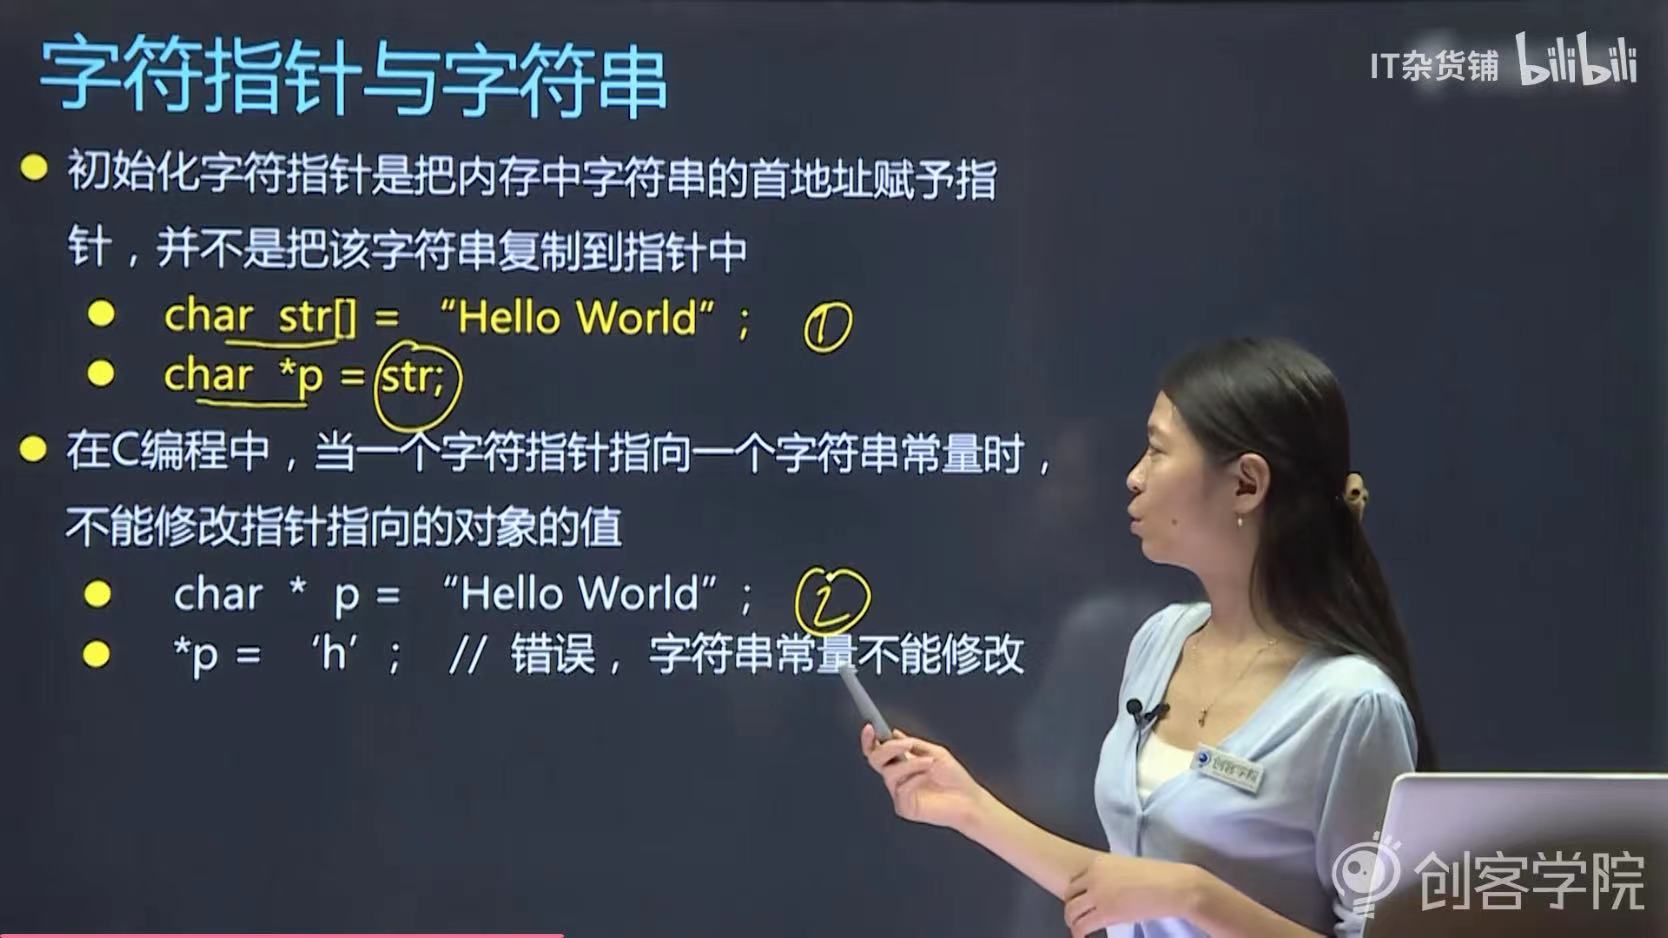 字符指针与字符串
IT杂货铺 bilibili
初始化字符指针是把内存中字符串的首地址赋予指
针，并不是把该字符串复制到指针中
char str[] = “Hello World”; ①
char *p = str;
在C编程中，当一个字符指针指向一个字符串常量时，
不能修改指针指向的对象的值
char * p = “Hello World”; ②
*p = ‘h’; // 错误，字符串常量不能修改
创客学院
创客学院